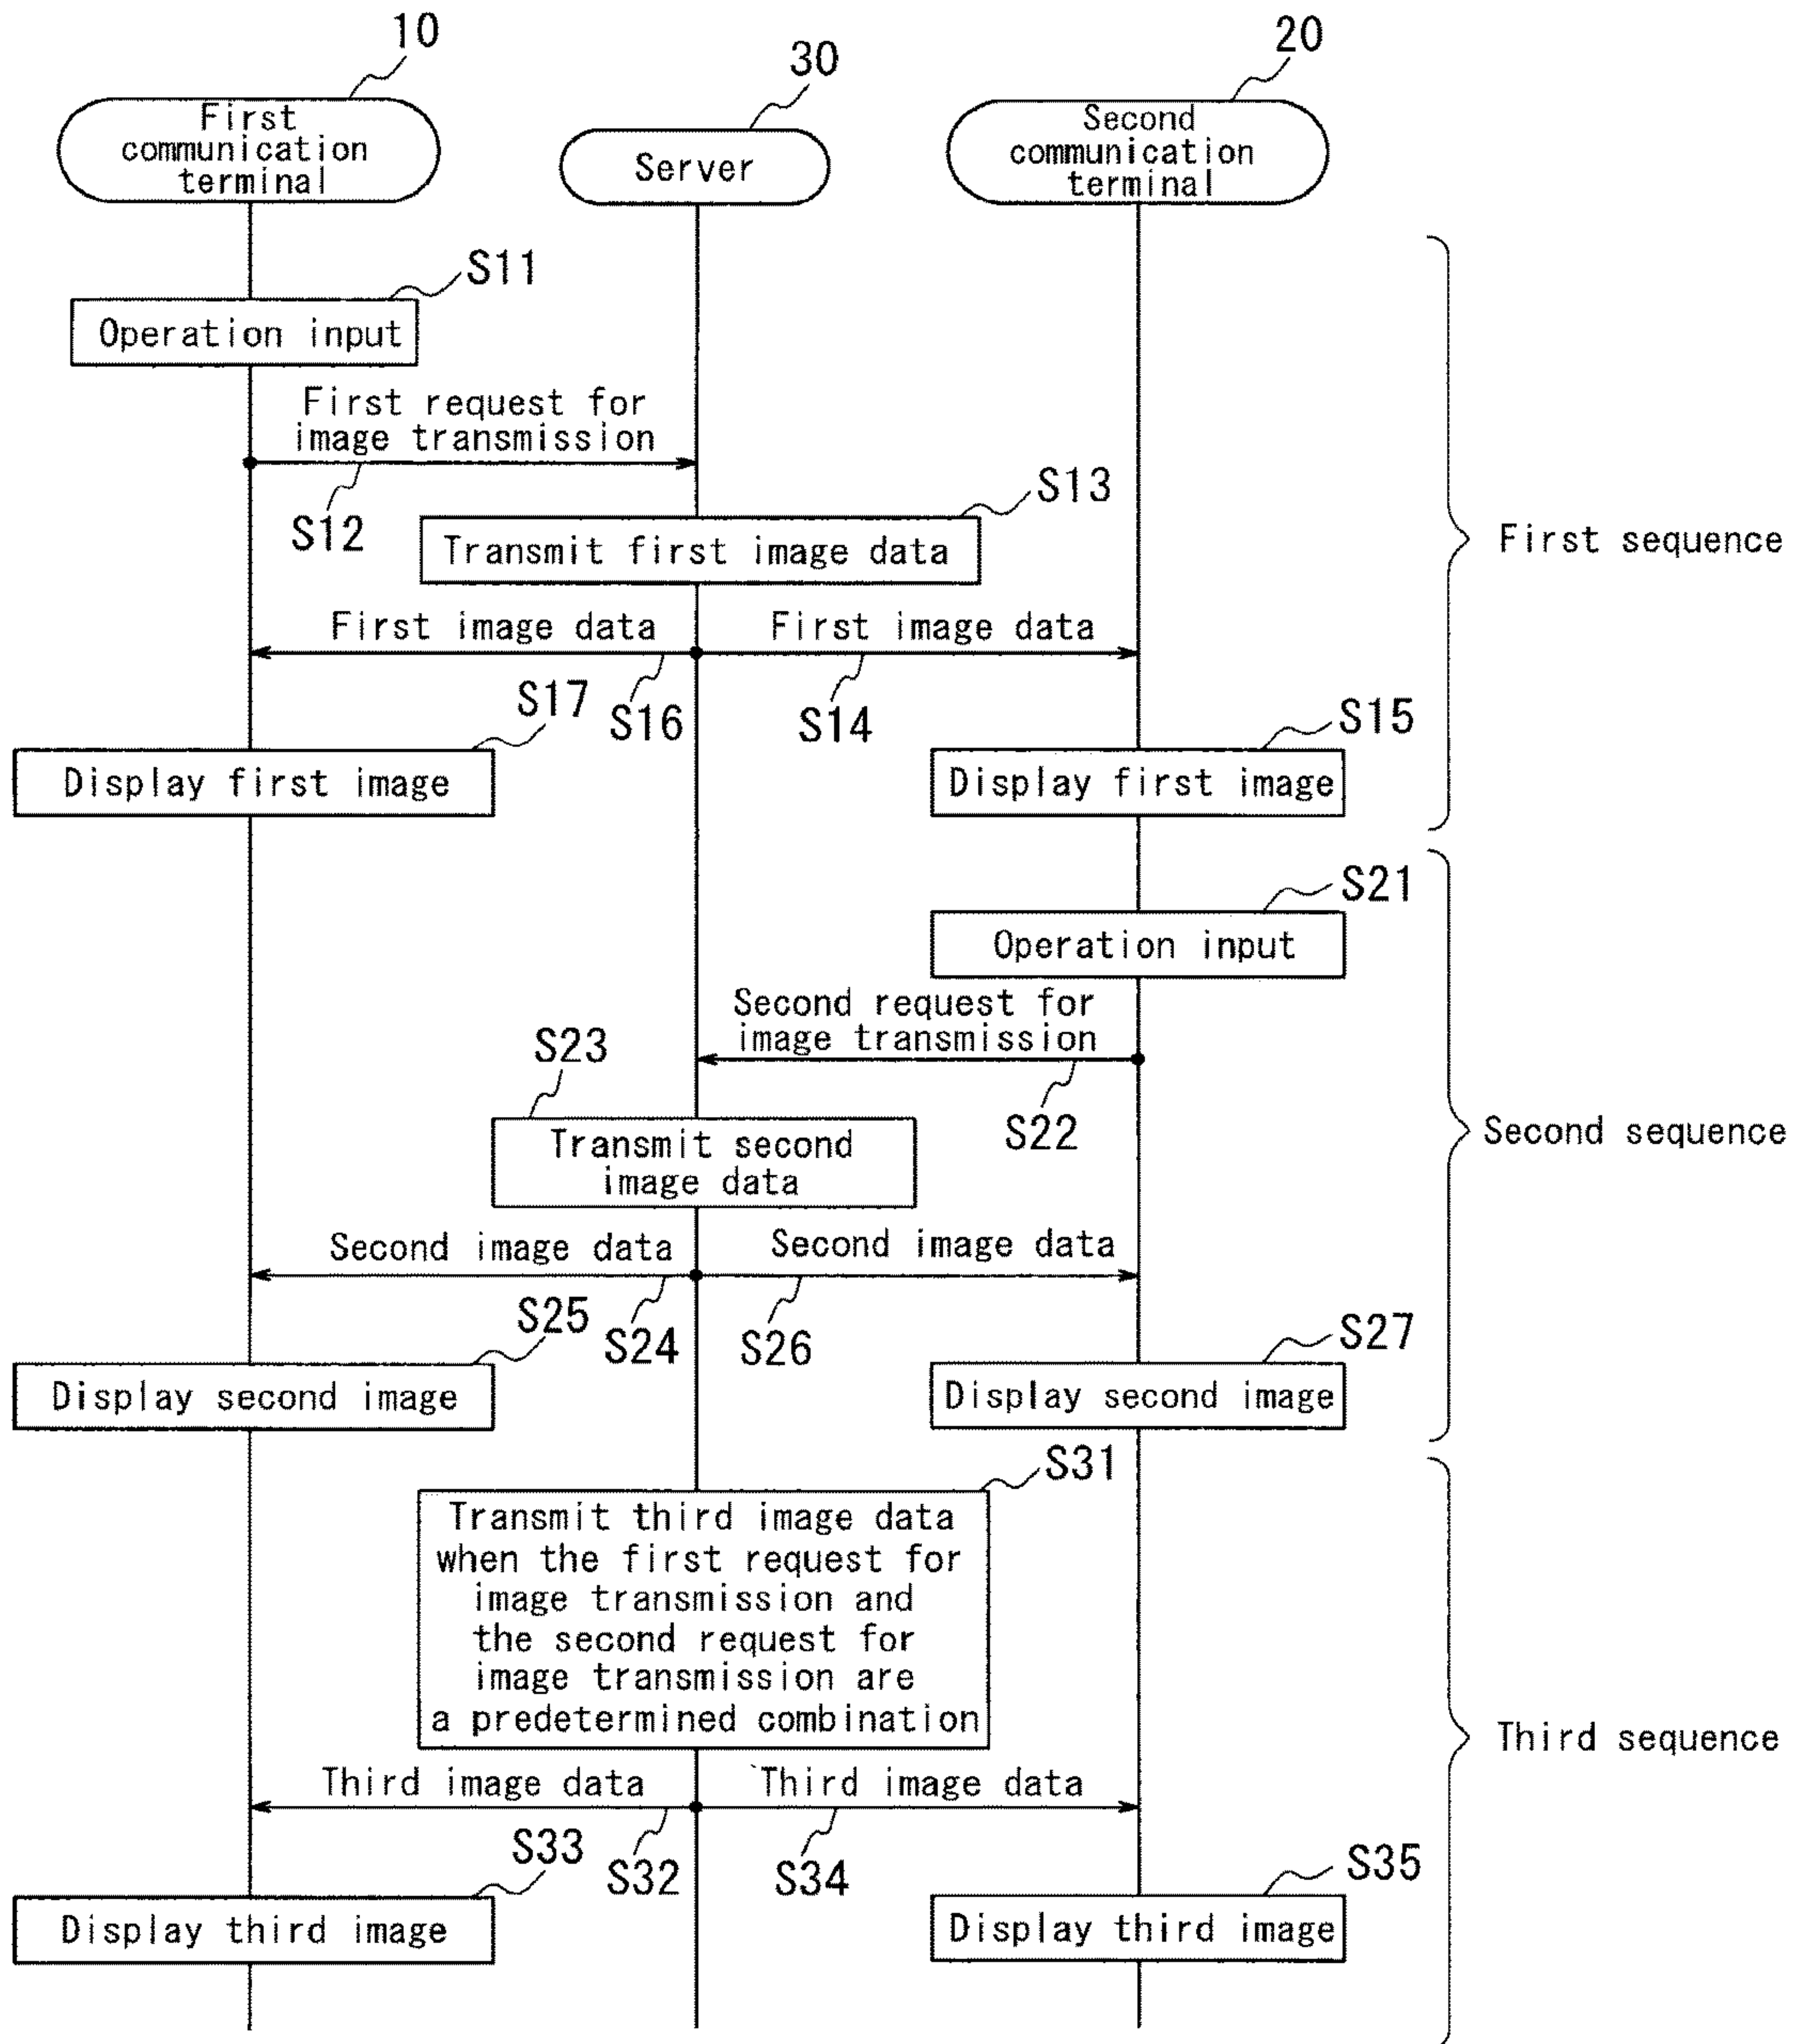 10
30
20
First
communication
terminal
Server
Second
communication
terminal
S11
Operation input
First request for
image transmission
S12
S13
Transmit first image data
First sequence
First image data
First image data
S17
S16
S14
S15
Display first image
Display first image
S21
Operation input
Second request for
image transmission
S23
S22
Transmit second
image data
Second sequence
Second image data
Second image data
S25
S24
S26
S27
Display second image
Display second image
S31
Transmit third image data
when the first request for
image transmission and
the second request for
image transmission are
a predetermined combination
Third sequence
Third image data
Third image data
S33
S32
S34
S35
Display third image
Display third image